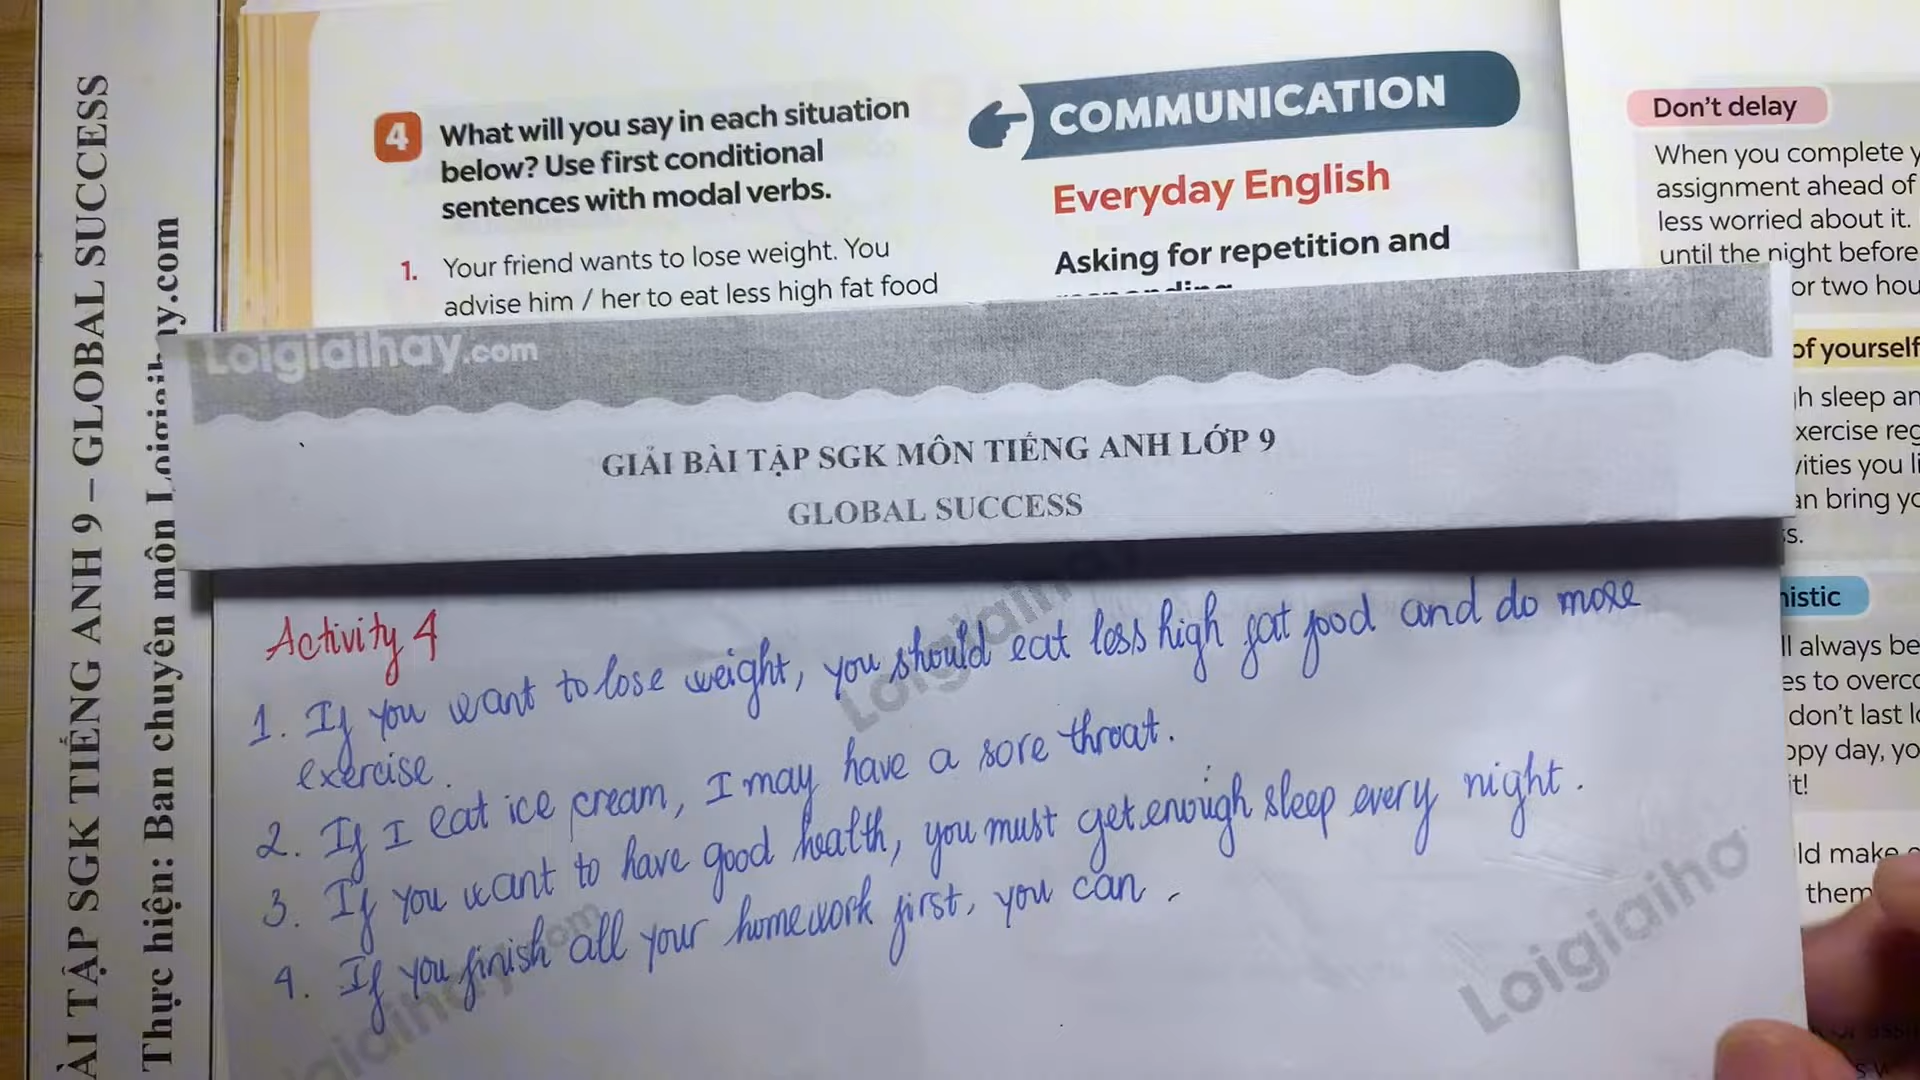 ÀI TẬP SGK TIẾNG ANH 9 – GLOBAL SUCCESS
Thực hiện: Ban chuyên môn Loigiaihay.com
4 What will you say in each situation
below? Use first conditional
sentences with modal verbs.
1. Your friend wants to lose weight. You
advise him / her to eat less high fat food
COMMUNICATION
Everyday English
Asking for repetition and
Don't delay
When you complete y
assignment ahead of
less worried about it.
until the night before
or two hou
of yourself
h sleep an
xercise reg
vities you li
an bring yo
s.
istic
ll always be
es to overco
don't last lo
ppy day, yo
it!
ld make
them
Loigiaihay.com
GIẢI BÀI TẬP SGK MÔN TIẾNG ANH LỚP 9
GLOBAL SUCCESS
Activity 4
1. If you want to lose weight, you should eat less high fat food and do more
exercise.
2. If I eat ice cream, I may have a sore throat.
3. If you want to have good health, you must get enough sleep every night.
4. If you finish all your homework first, you can